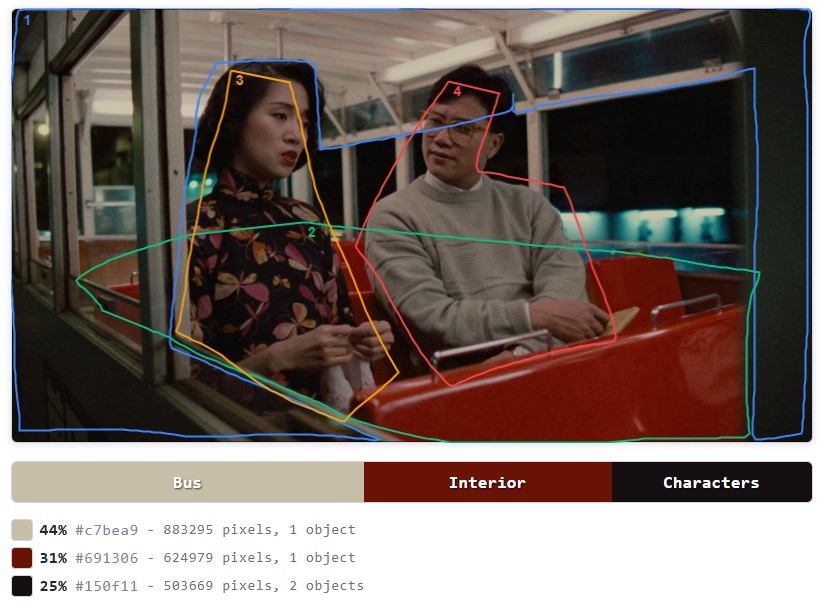 1
3
4
2
Bus Interior Characters
44% #c7bea9 - 883295 pixels, 1 object
31% #691306 - 624979 pixels, 1 object
25% #150f11 - 503669 pixels, 2 objects